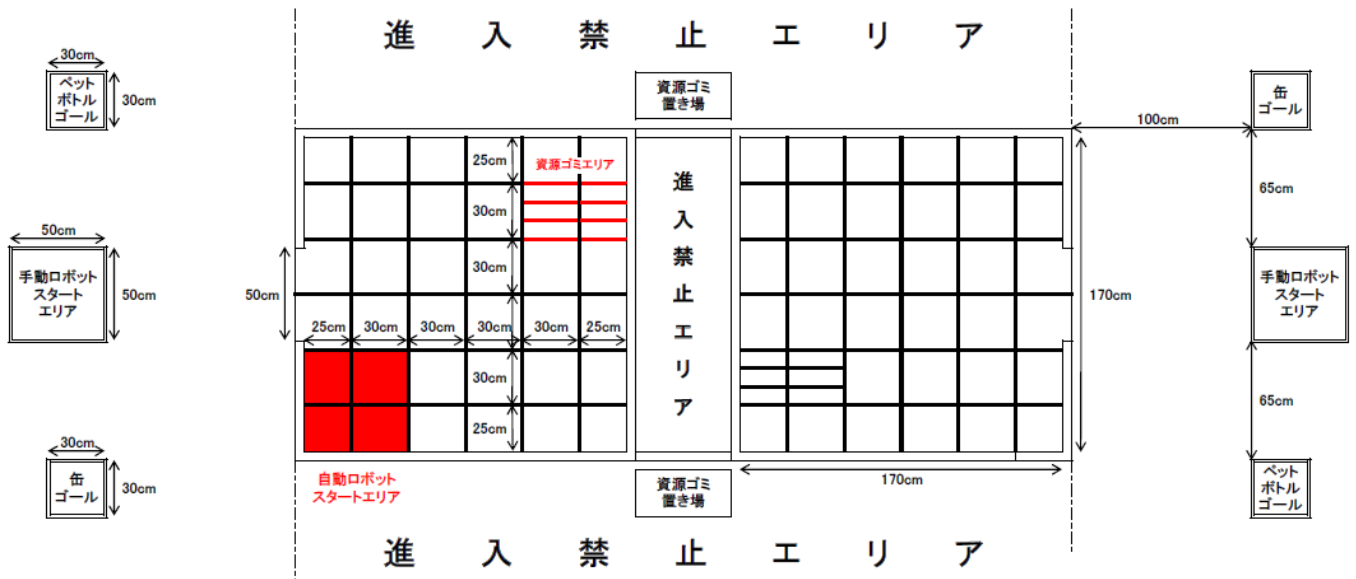 進入禁止エリア
30cm
ペット
ボトル
ゴール
30cm
資源ゴミ
置き場
缶
ゴール
100cm
25cm
資源ゴミエリア
進入禁止エリア
30cm
65cm
50cm
手動ロボット
スタート
エリア
50cm
50cm
30cm
手動ロボット
スタート
エリア
170cm
25cm
30cm
30cm
30cm
30cm
25cm
30cm
25cm
65cm
30cm
缶
ゴール
30cm
自動ロボット
スタートエリア
資源ゴミ
置き場
170cm
ペット
ボトル
ゴール
進入禁止エリア